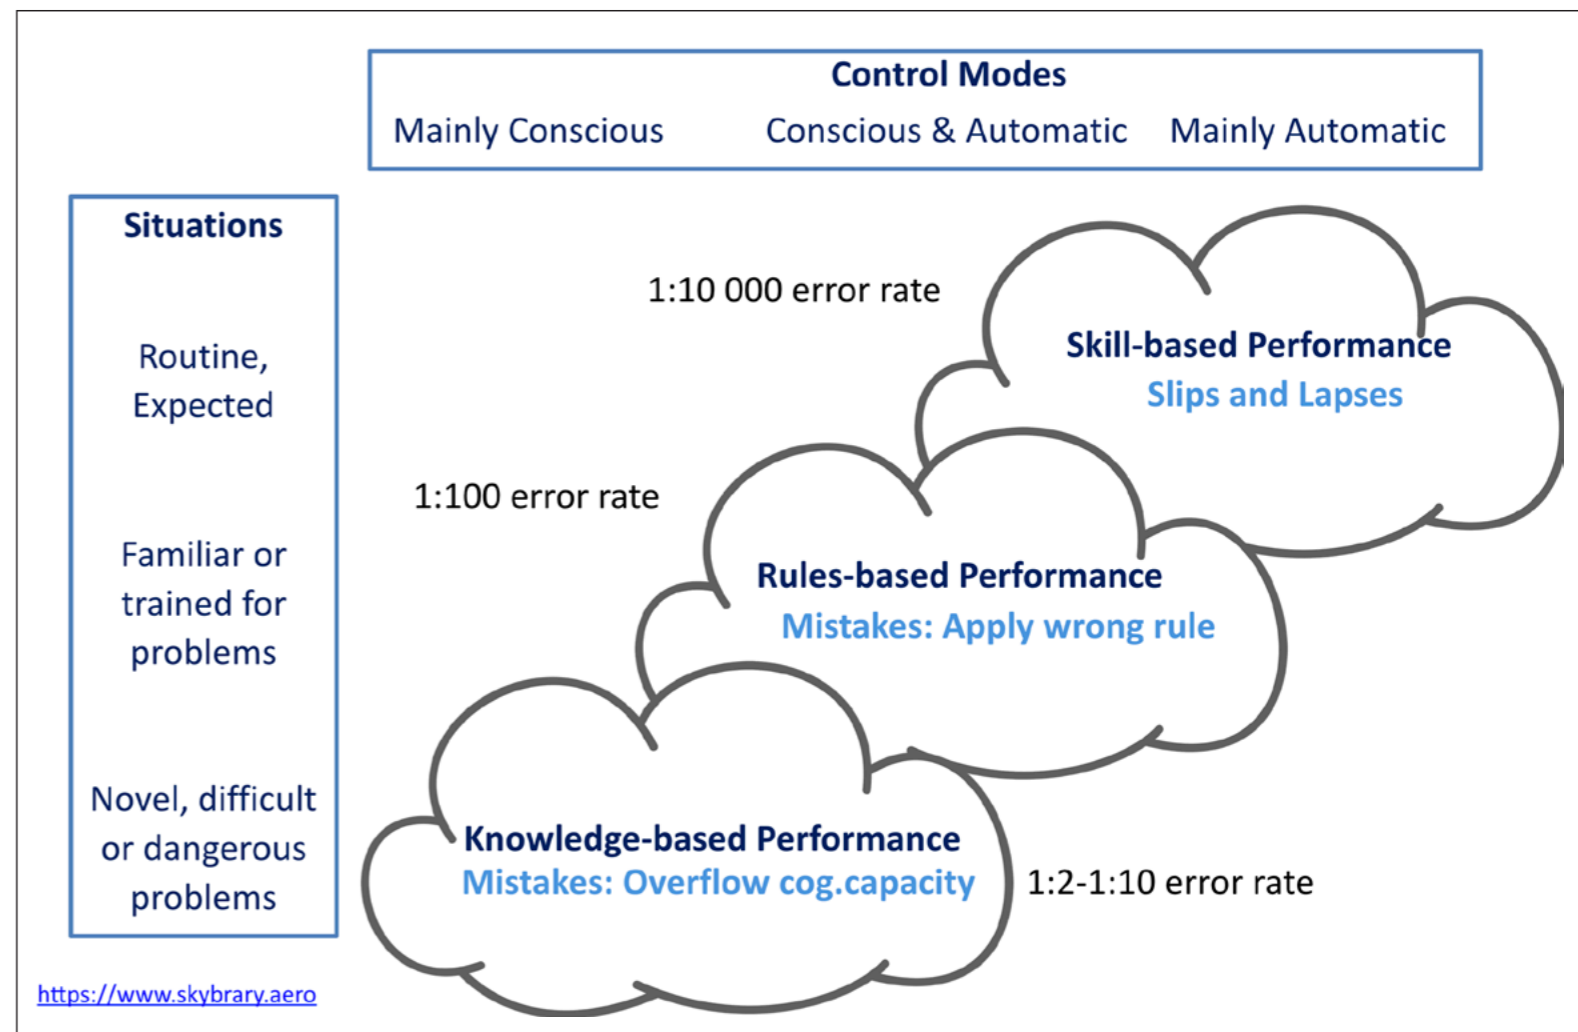 Control Modes
Mainly Conscious Conscious & Automatic Mainly Automatic
Situations
Routine,
Expected
Familiar or
trained for
problems
Novel, difficult
or dangerous
problems
1:10 000 error rate
Skill-based Performance
Slips and Lapses
1:100 error rate
Rules-based Performance
Mistakes: Apply wrong rule
Knowledge-based Performance
Mistakes: Overflow cog.capacity
1:2-1:10 error rate
https://www.skybrary.aero